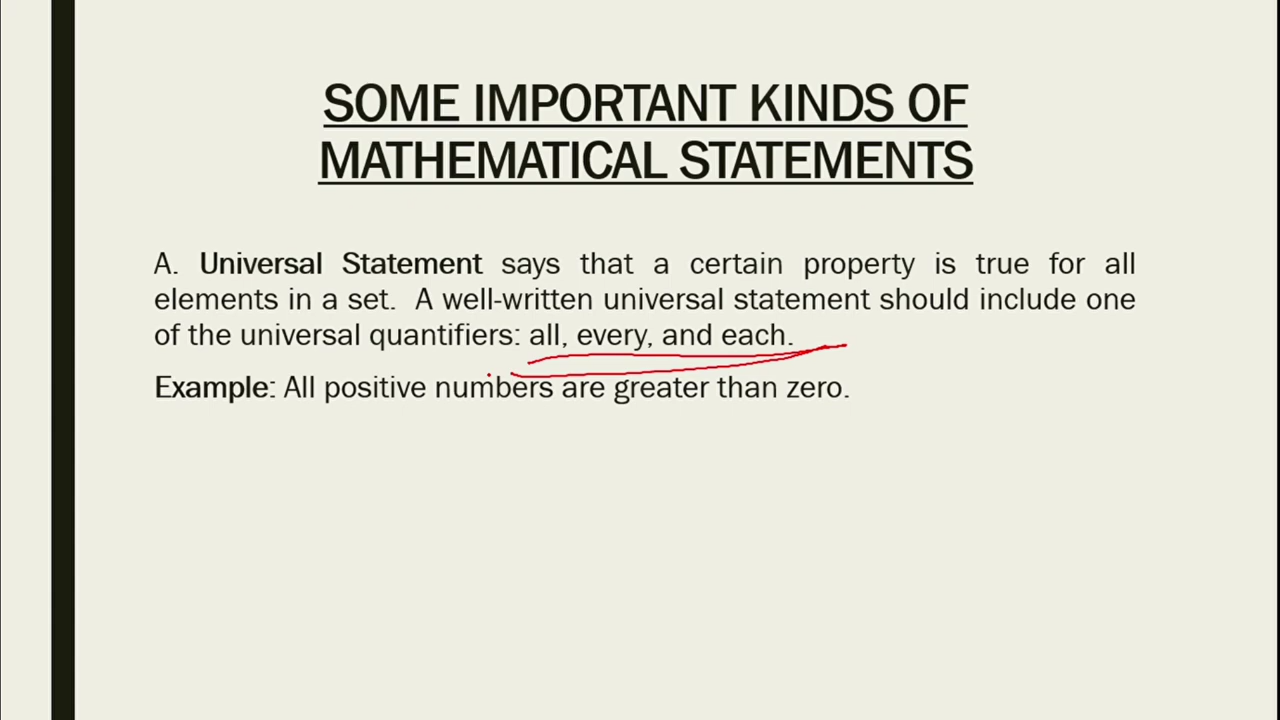 SOME IMPORTANT KINDS OF
MATHEMATICAL STATEMENTS
A. Universal Statement says that a certain property is true for all
elements in a set. A well-written universal statement should include one
of the universal quantifiers: all, every, and each.
Example: All positive numbers are greater than zero.